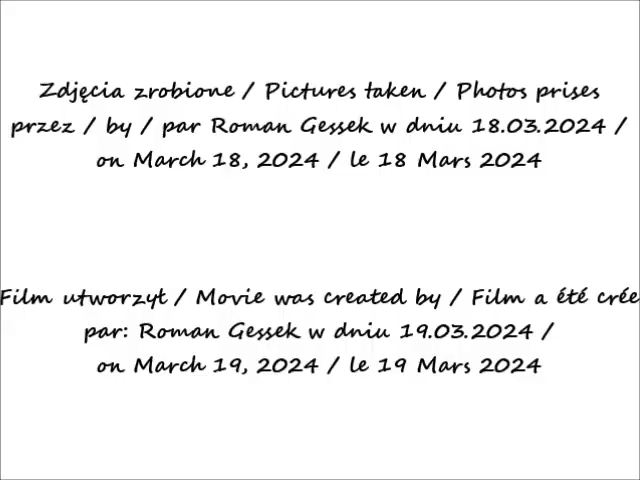 Zdjęcia zrobione / Pictures taken / Photos prises
przez / by / par Roman Gessek w dniu 18.03.2024 /
on March 18, 2024 / le 18 Mars 2024
Film utworzył / Movie was created by / Film a été crée
par: Roman Gessek w dniu 19.03.2024 /
on March 19, 2024 / le 19 Mars 2024